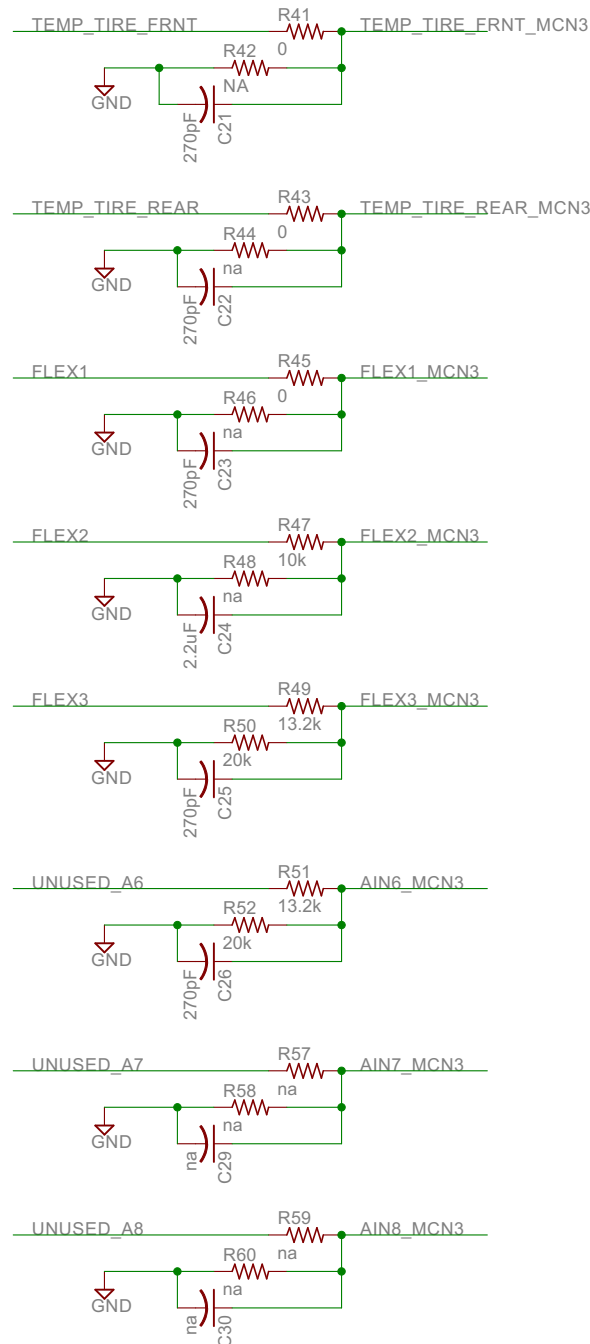 R41
TEMP_TIRE_FRNT TEMP_TIRE_FRNT_MCN3
0
R42
NA
GND
270pF C21
R43
TEMP_TIRE_REAR TEMP_TIRE_REAR_MCN3
0
R44
na
GND
270pF C22
R45
FLEX1 FLEX1_MCN3
0
R46
na
GND
270pF C23
R47
FLEX2 FLEX2_MCN3
10k
R48
na
GND
2.2uF C24
R49
FLEX3 FLEX3_MCN3
13.2k
R50
20k
GND
270pF C25
R51
UNUSED_A6 AIN6_MCN3
13.2k
R52
20k
GND
270pF C26
R57
UNUSED_A7 AIN7_MCN3
na
R58
na
GND
na C29
R59
UNUSED_A8 AIN8_MCN3
na
R60
na
GND
na C30